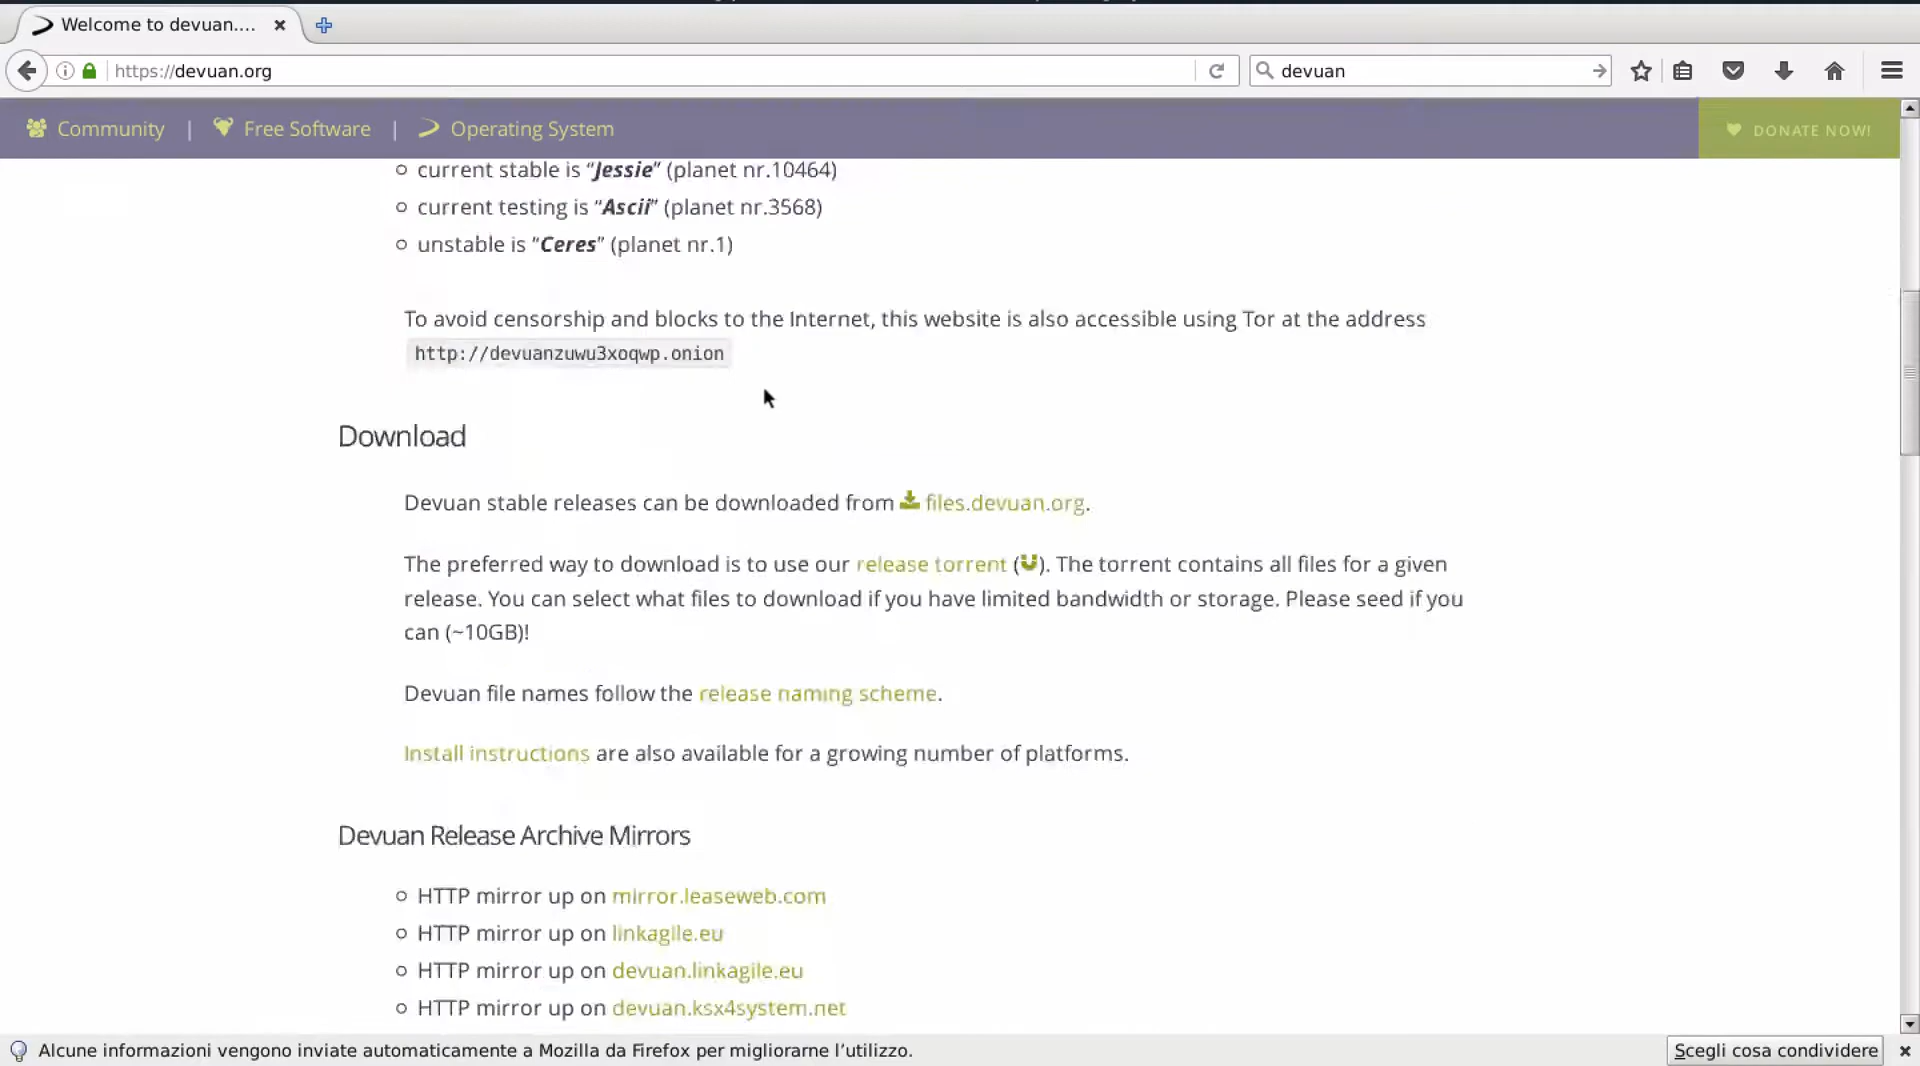 Welcome to devuan....
https://devuan.org
devuan
Community | Free Software | Operating System
DONATE NOW!
current stable is “Jessie” (planet nr.10464)
current testing is “Ascii” (planet nr.3568)
unstable is “Ceres” (planet nr.1)
To avoid censorship and blocks to the Internet, this website is also accessible using Tor at the address
http://devuanzuwu3xoqwp.onion
Download
Devuan stable releases can be downloaded from files.devuan.org.
The preferred way to download is to use our release torrent ( ). The torrent contains all files for a given
release. You can select what files to download if you have limited bandwidth or storage. Please seed if you
can (~10GB)!
Devuan file names follow the release naming scheme.
Install instructions are also available for a growing number of platforms.
Devuan Release Archive Mirrors
HTTP mirror up on mirror.leaseweb.com
HTTP mirror up on linkagile.eu
HTTP mirror up on devuan.linkagile.eu
HTTP mirror up on devuan.ksx4system.net
Alcune informazioni vengono inviate automaticamente a Mozilla da Firefox per migliorarne l’utilizzo.
Scegli cosa condividere